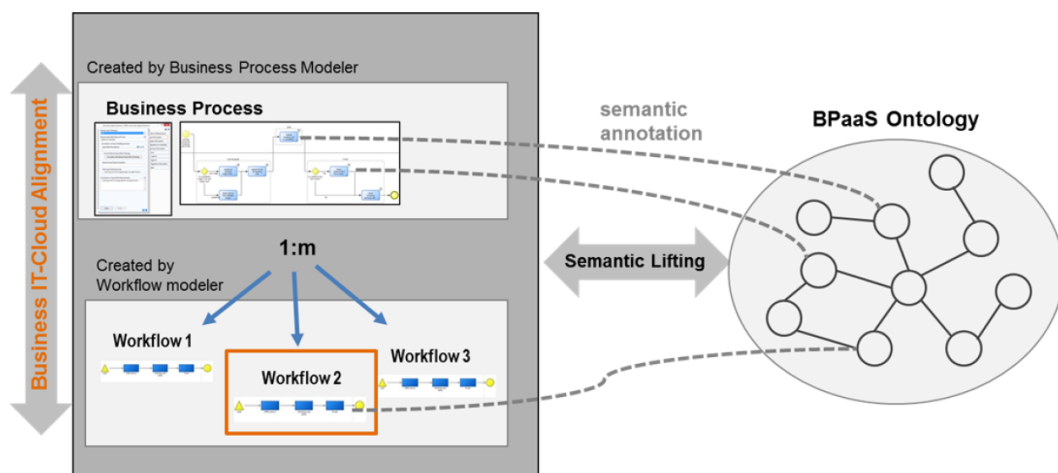 Created by Business Process Modeler
Business Process
semantic
annotation
BPaaS Ontology
Business IT-Cloud Alignment
1:m
Semantic Lifting
Created by
Workflow modeler
Workflow 1
Workflow 2
Workflow 3